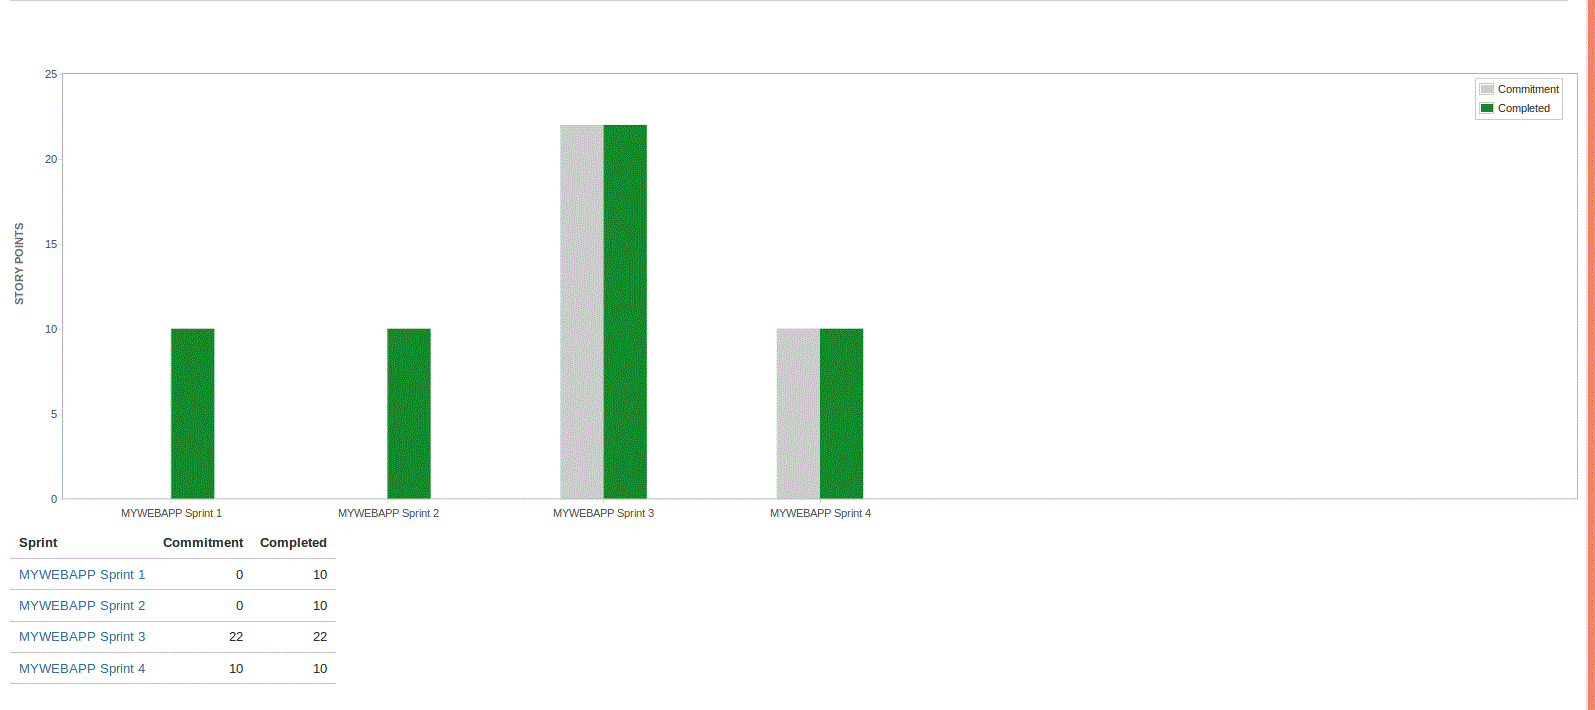 25
Commitment
Completed
20
15
STORY POINTS
10
5
0
MYWEBAPP Sprint 1 MYWEBAPP Sprint 2 MYWEBAPP Sprint 3 MYWEBAPP Sprint 4
Sprint Commitment Completed
MYWEBAPP Sprint 1 0 10
MYWEBAPP Sprint 2 0 10
MYWEBAPP Sprint 3 22 22
MYWEBAPP Sprint 4 10 10